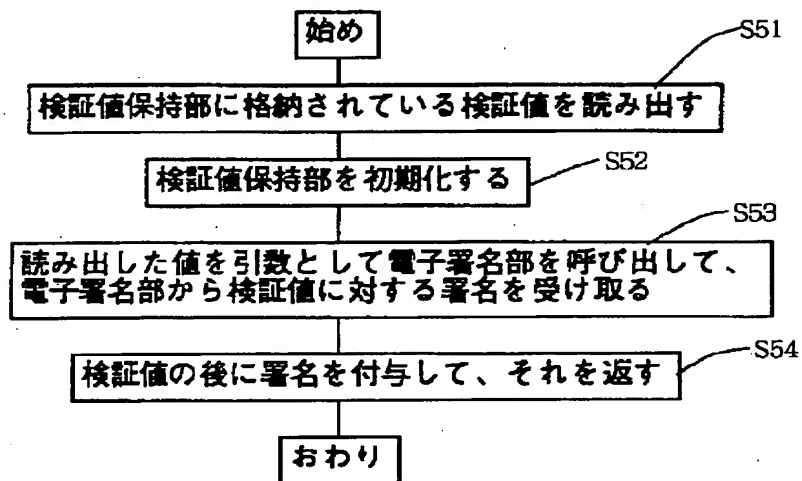 始め
S51
検証値保持部に格納されている検証値を読み出す
S52
検証値保持部を初期化する
S53
読み出した値を引数として電子署名部を呼び出して、
電子署名部から検証値に対する署名を受け取る
S54
検証値の後に署名を付与して、それを返す
おわり